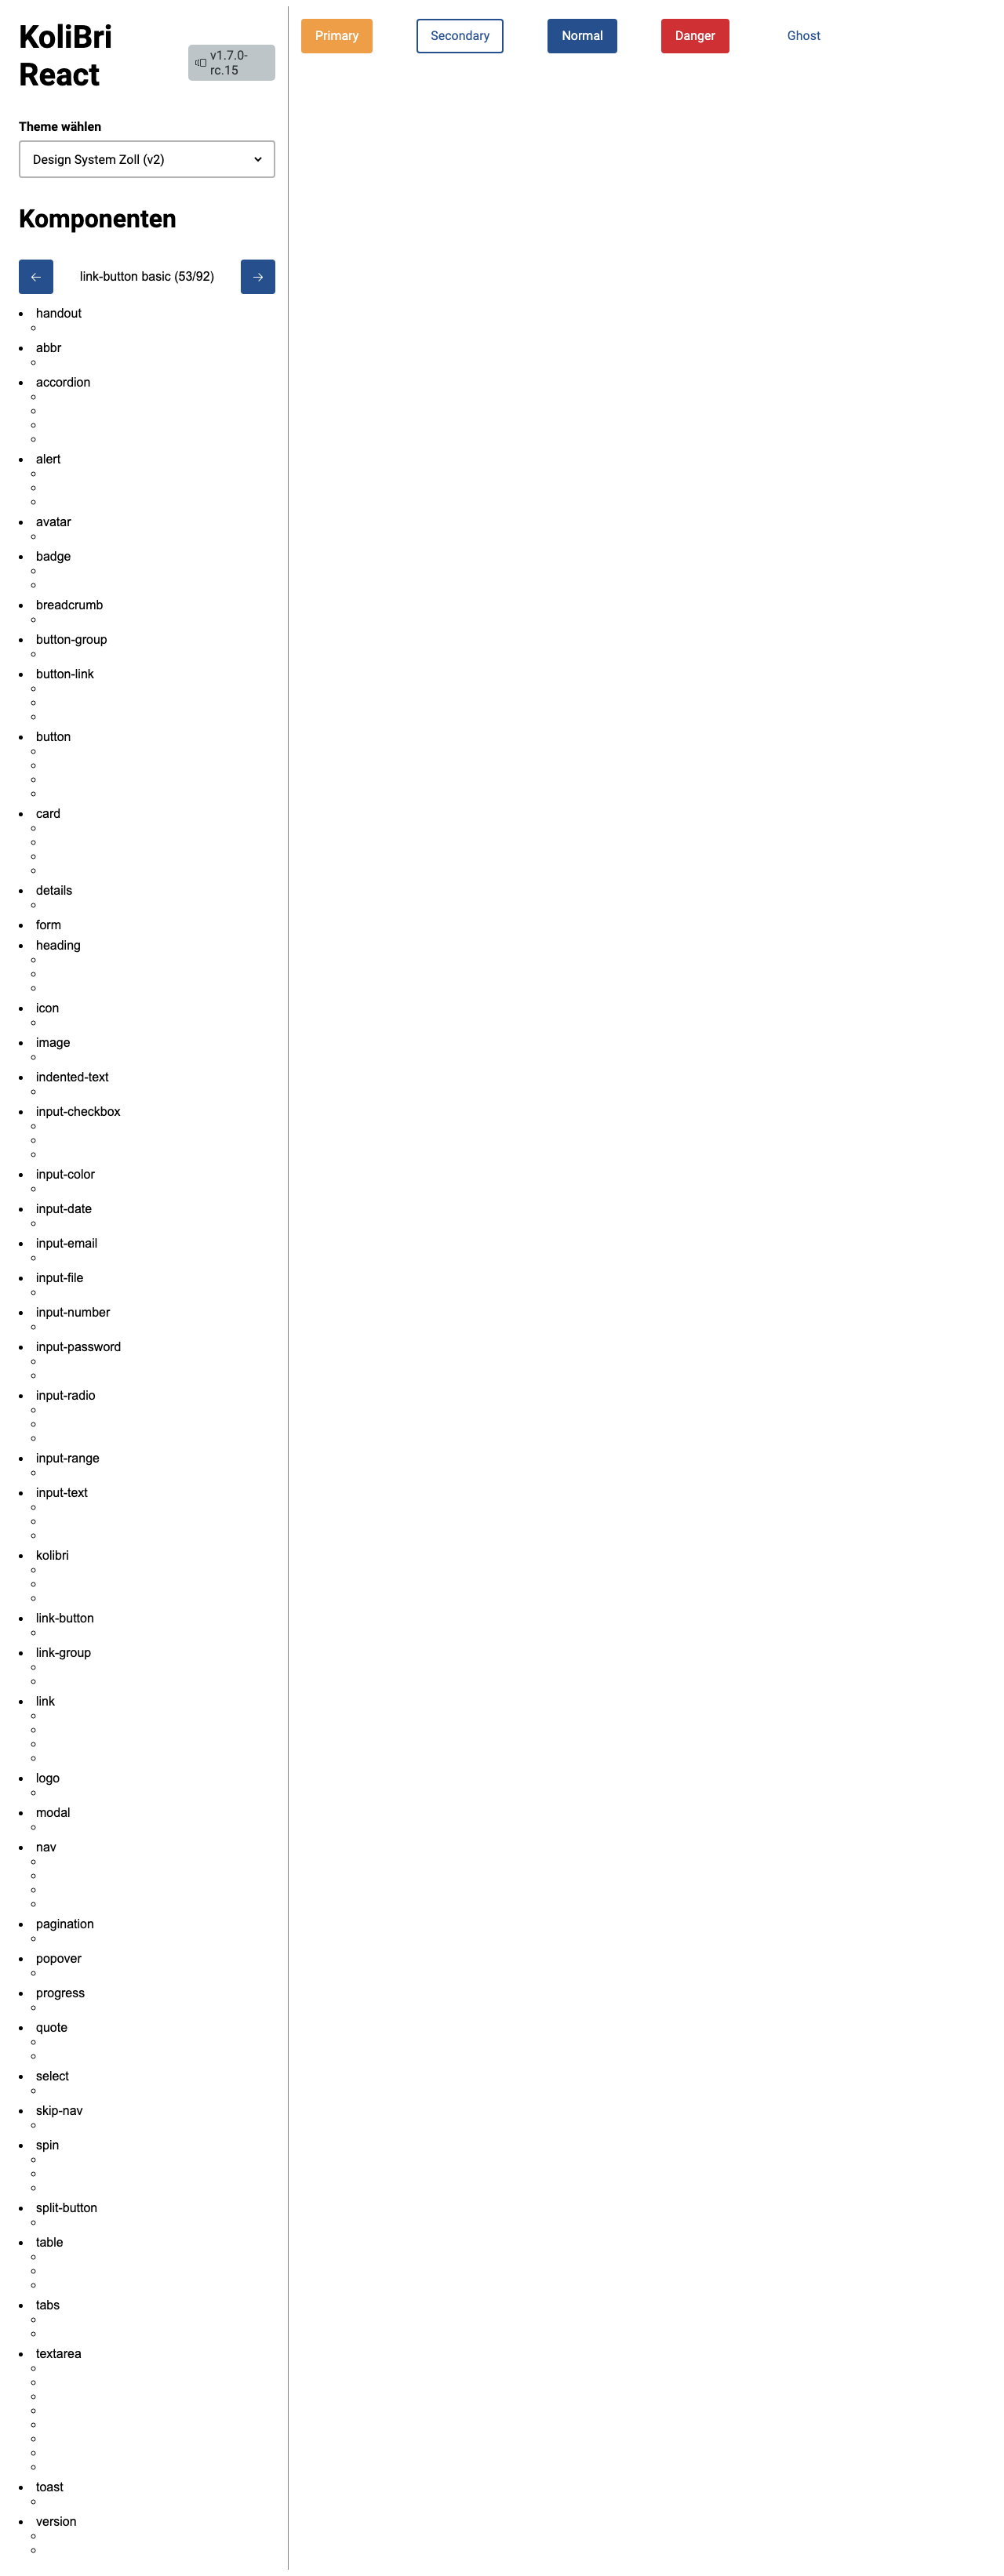 KoliBri
React
v1.7.0-
rc.15
Theme wählen
Design System Zoll (v2)
Komponenten
link-button basic (53/92)
handout
abbr
accordion
alert
avatar
badge
breadcrumb
button-group
button-link
button
card
details
form
heading
icon
image
indented-text
input-checkbox
input-color
input-date
input-email
input-file
input-number
input-password
input-radio
input-range
input-text
kolibri
link-button
link-group
link
logo
modal
nav
pagination
popover
progress
quote
select
skip-nav
spin
split-button
table
tabs
textarea
toast
version
Primary Secondary Normal Danger Ghost